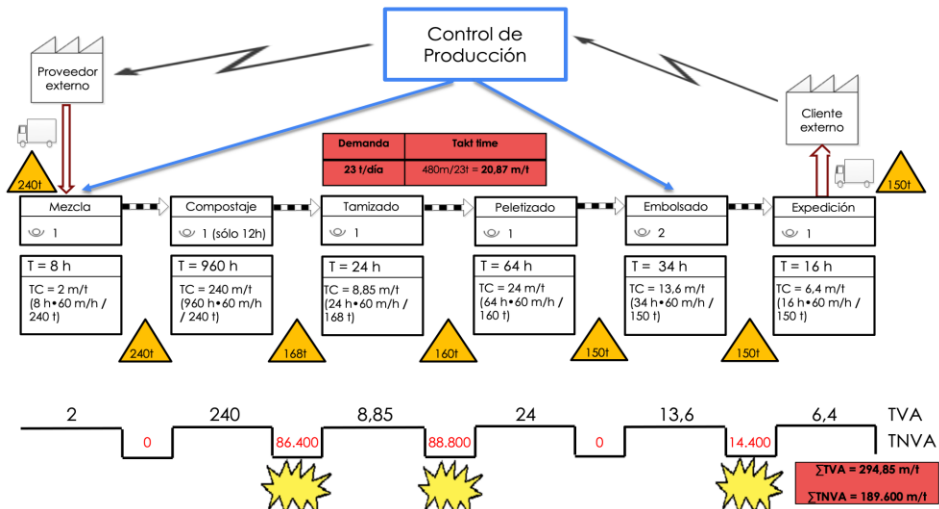 Control de
Producción
Proveedor
externo
Cliente
externo
Demanda
Takt time
23 t/día
480m/23t = 20,87 m/t
240t
150t
Mezcla
Compostaje
Tamizado
Peletizado
Embolsado
Expedición
1
1 (sólo 12h)
1
1
2
1
T = 8 h
TC = 2 m/t
(8 h•60 m/h /
240 t)
T = 960 h
TC = 240 m/t
(960 h•60 m/h
/ 240 t)
T = 24 h
TC = 8,85 m/t
(24 h•60 m/h /
168 t)
T = 64 h
TC = 24 m/t
(64 h•60 m/h /
160 t)
T = 34 h
TC = 13,6 m/t
(34 h•60 m/h /
150 t)
T = 16 h
TC = 6,4 m/t
(16 h•60 m/h /
150 t)
240t
168t
160t
150t
150t
2
240
8,85
24
13,6
6,4
TVA
0
86.400
88.800
0
14.400
TNVA
∑TVA = 294,85 m/t
∑TNVA = 189.600 m/t